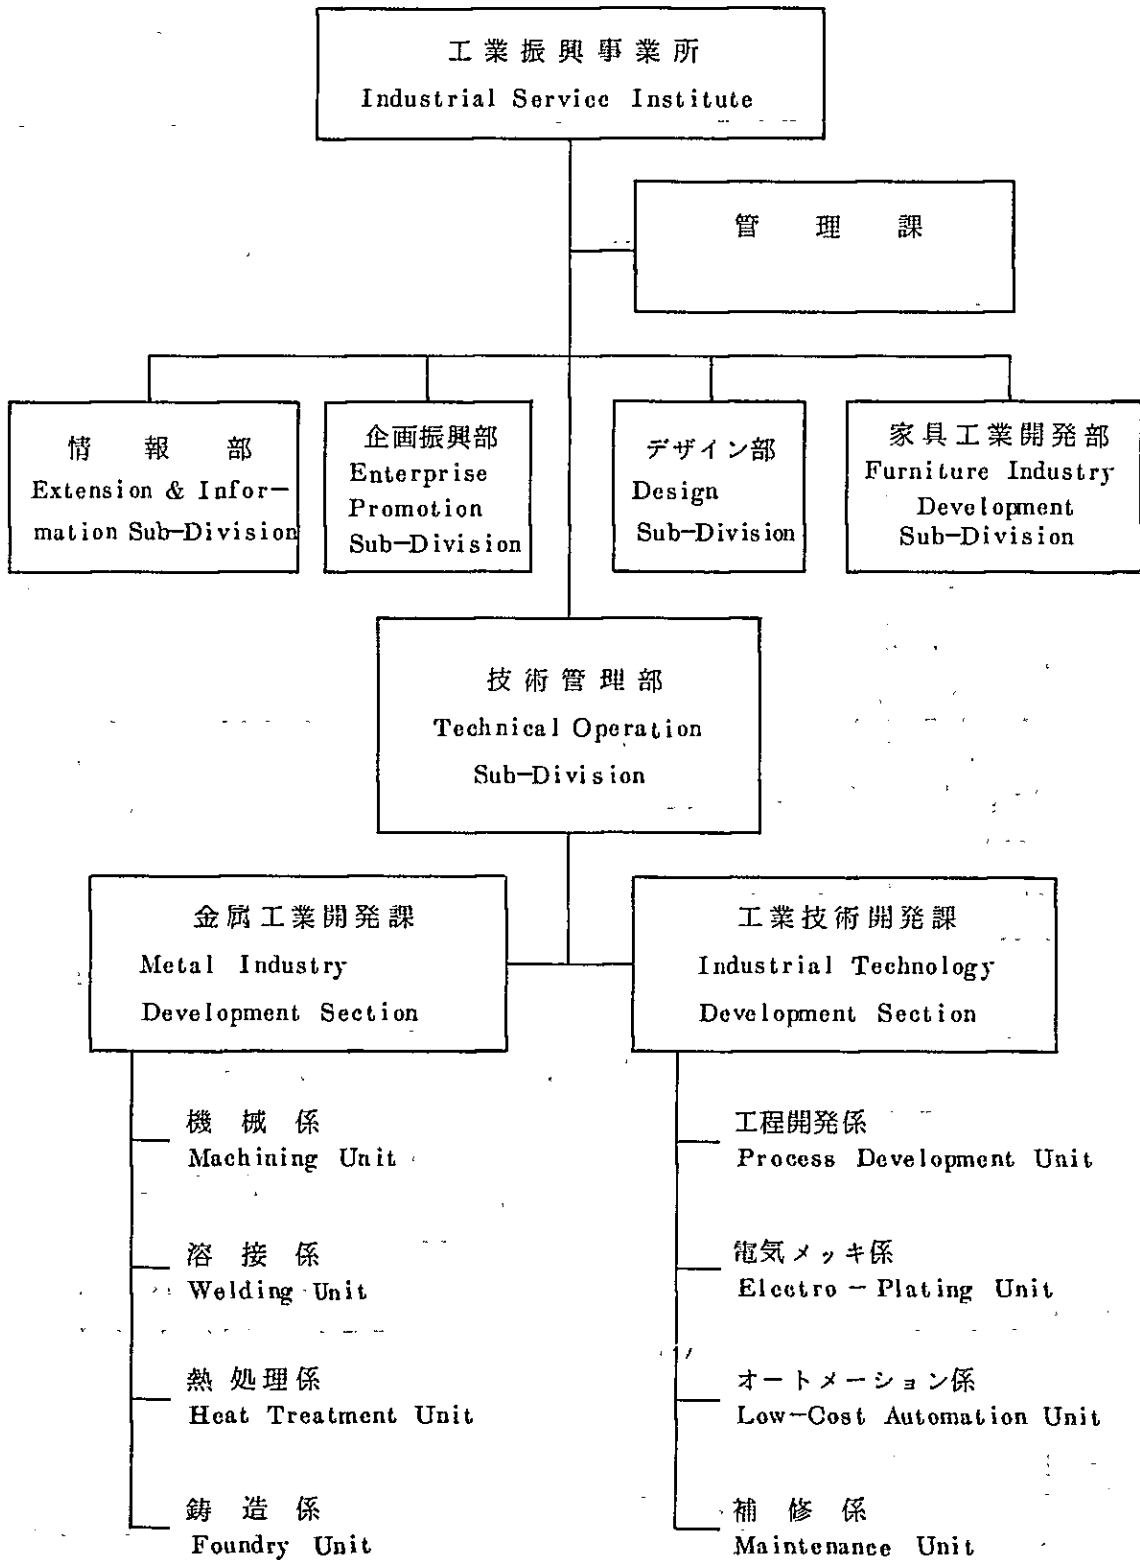 工業振興事業所
Industrial Service Institute
管理課
情報部
Extension & Infor-
mation Sub-Division
企画振興部
Enterprise
Promotion
Sub-Division
デザイン部
Design
Sub-Division
家具工業開発部
Furniture Industry
Development
Sub-Division
技術管理部
Technical Operation
Sub-Division
金属工業開発課
Metal Industry
Development Section
工業技術開発課
Industrial Technology
Development Section
機械係
Machining Unit
溶接係
Welding Unit
熱処理係
Heat Treatment Unit
鋳造係
Foundry Unit
工程開発係
Process Development Unit
電気メッキ係
Electro-Plating Unit
オートメーション係
Low-Cost Automation Unit
補修係
Maintenance Unit